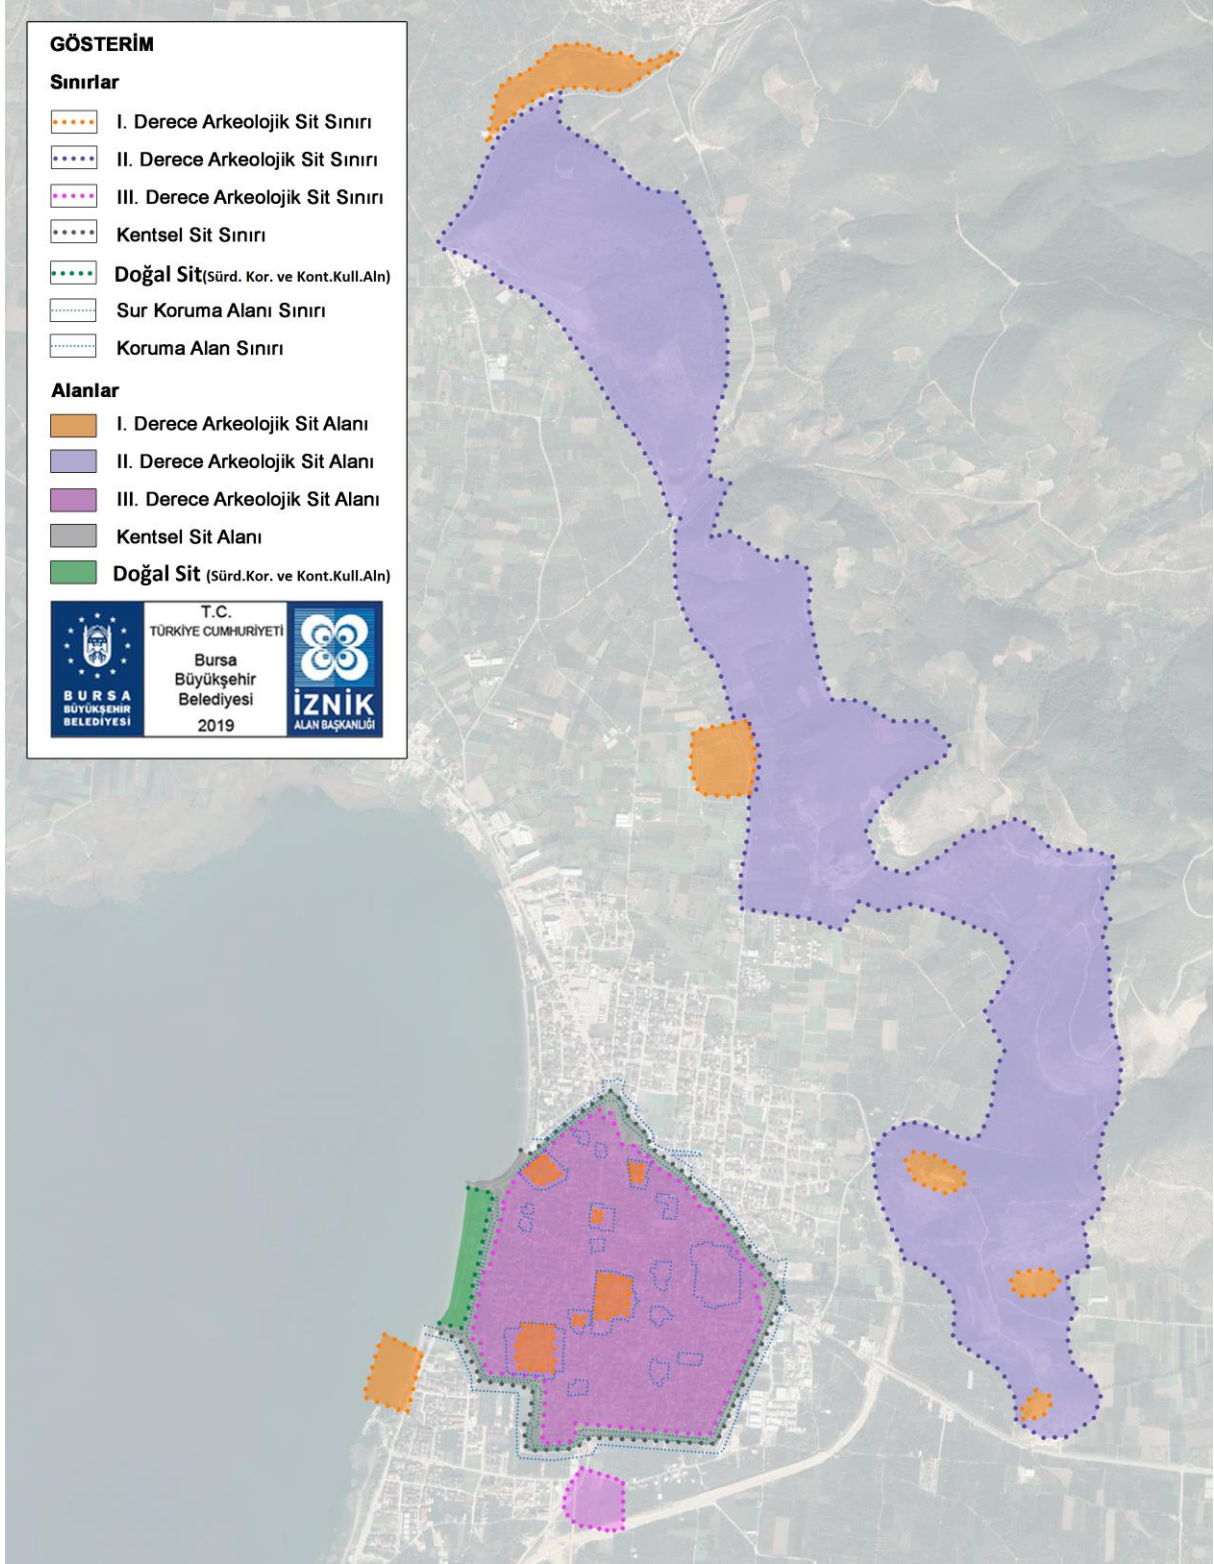 GÖSTERİM
Sınırlar
I. Derece Arkeolojik Sit Sınırı
II. Derece Arkeolojik Sit Sınırı
III. Derece Arkeolojik Sit Sınırı
Kentsel Sit Sınırı
Doğal Sit(Sürd. Kor. ve Kont.Kull.Aln)
Sur Koruma Alanı Sınırı
Koruma Alan Sınırı
Alanlar
I. Derece Arkeolojik Sit Alanı
II. Derece Arkeolojik Sit Alanı
III. Derece Arkeolojik Sit Alanı
Kentsel Sit Alanı
Doğal Sit (Sürd.Kor. ve Kont.Kull.Aln)
BURSA
BÜYÜKŞEHİR
BELEDİYESİ
T.C.
TÜRKİYE CUMHURİYETİ
Bursa
Büyükşehir
Belediyesi
2019
İZNİK
ALAN BAŞKANLIĞI